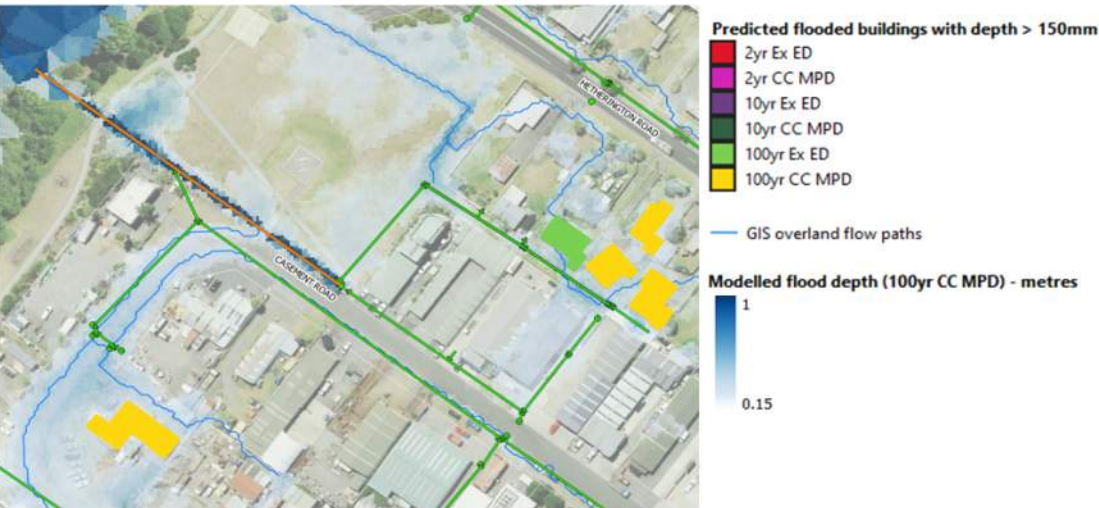 HETHERINGTON ROAD
CASEMENT ROAD
Predicted flooded buildings with depth > 150mm
2yr Ex ED
2yr CC MPD
10yr Ex ED
10yr CC MPD
100yr Ex ED
100yr CC MPD
GIS overland flow paths
Modelled flood depth (100yr CC MPD) - metres
1
0.15